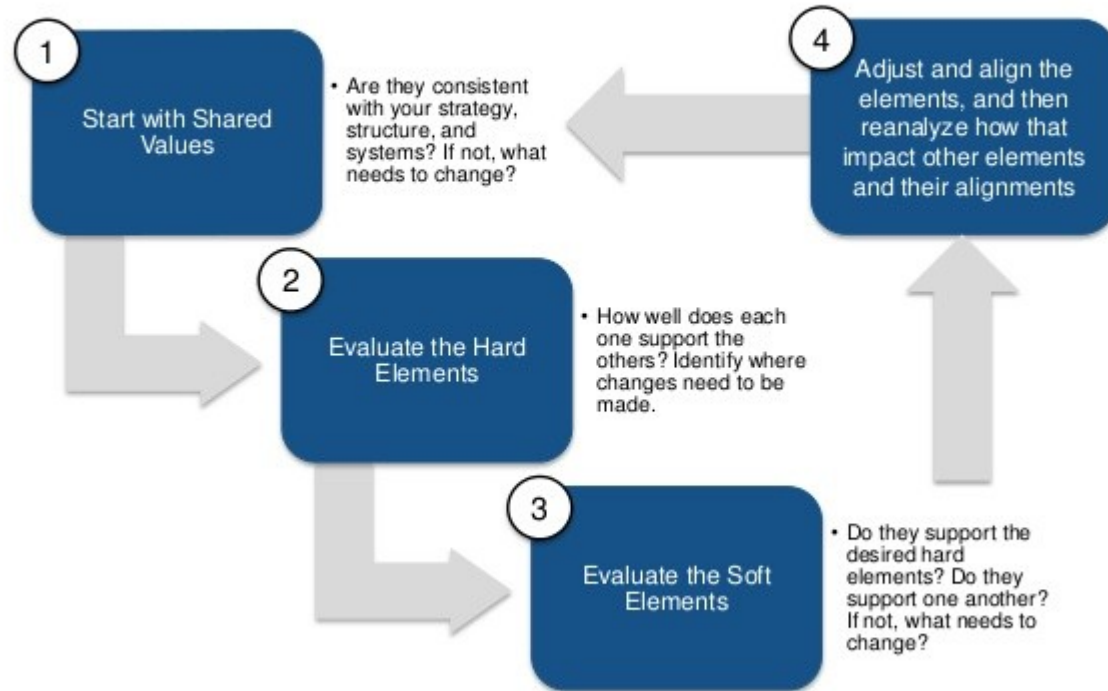 1
Start with Shared
Values
• Are they consistent
with your strategy,
structure, and
systems? If not, what
needs to change?
2
Evaluate the Hard
Elements
• How well does each
one support the
others? Identify where
changes need to be
made.
3
Evaluate the Soft
Elements
• Do they support the
desired hard
elements? Do they
support one another?
If not, what needs to
change?
4
Adjust and align the
elements, and then
reanalyze how that
impact other elements
and their alignments